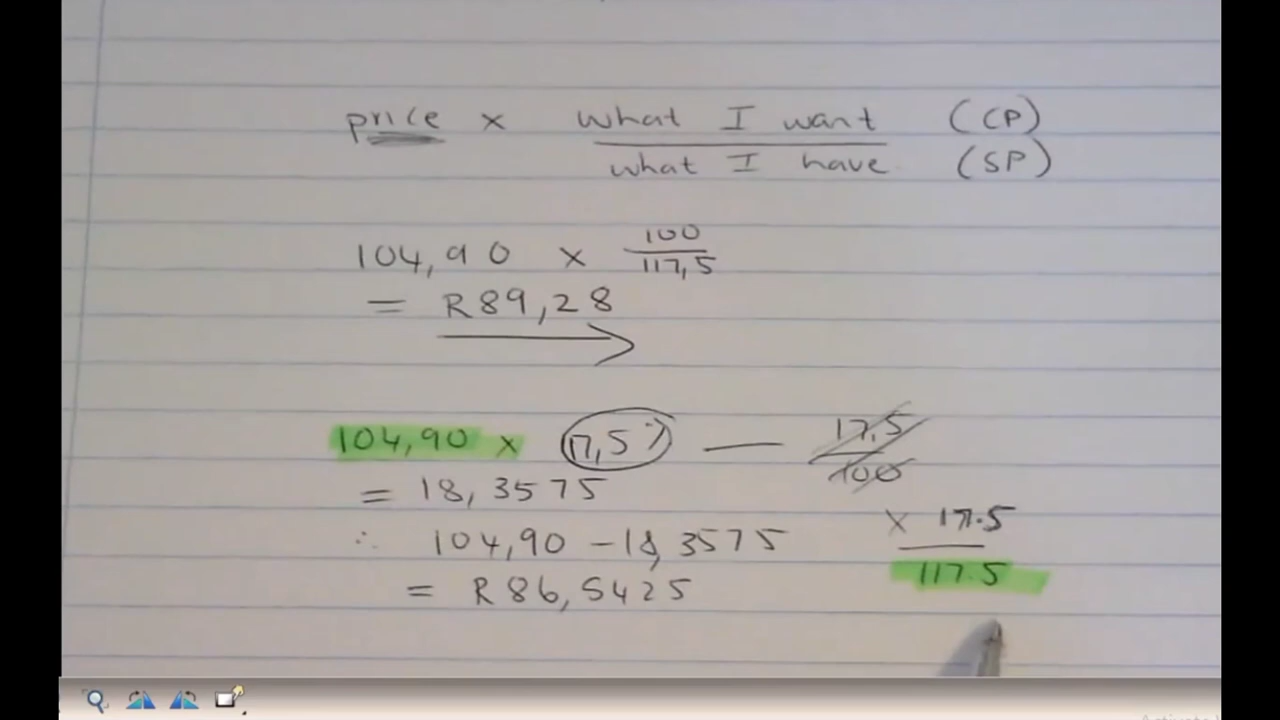 price × what I want (CP)
what I have (SP)
104,90 × 100
117,5
= R89,28
104,90 × 17,5% — 17,5
100
= 18,3575
× 17.5
∴ 104,90 - 18,3575
117.5
= R86,5425